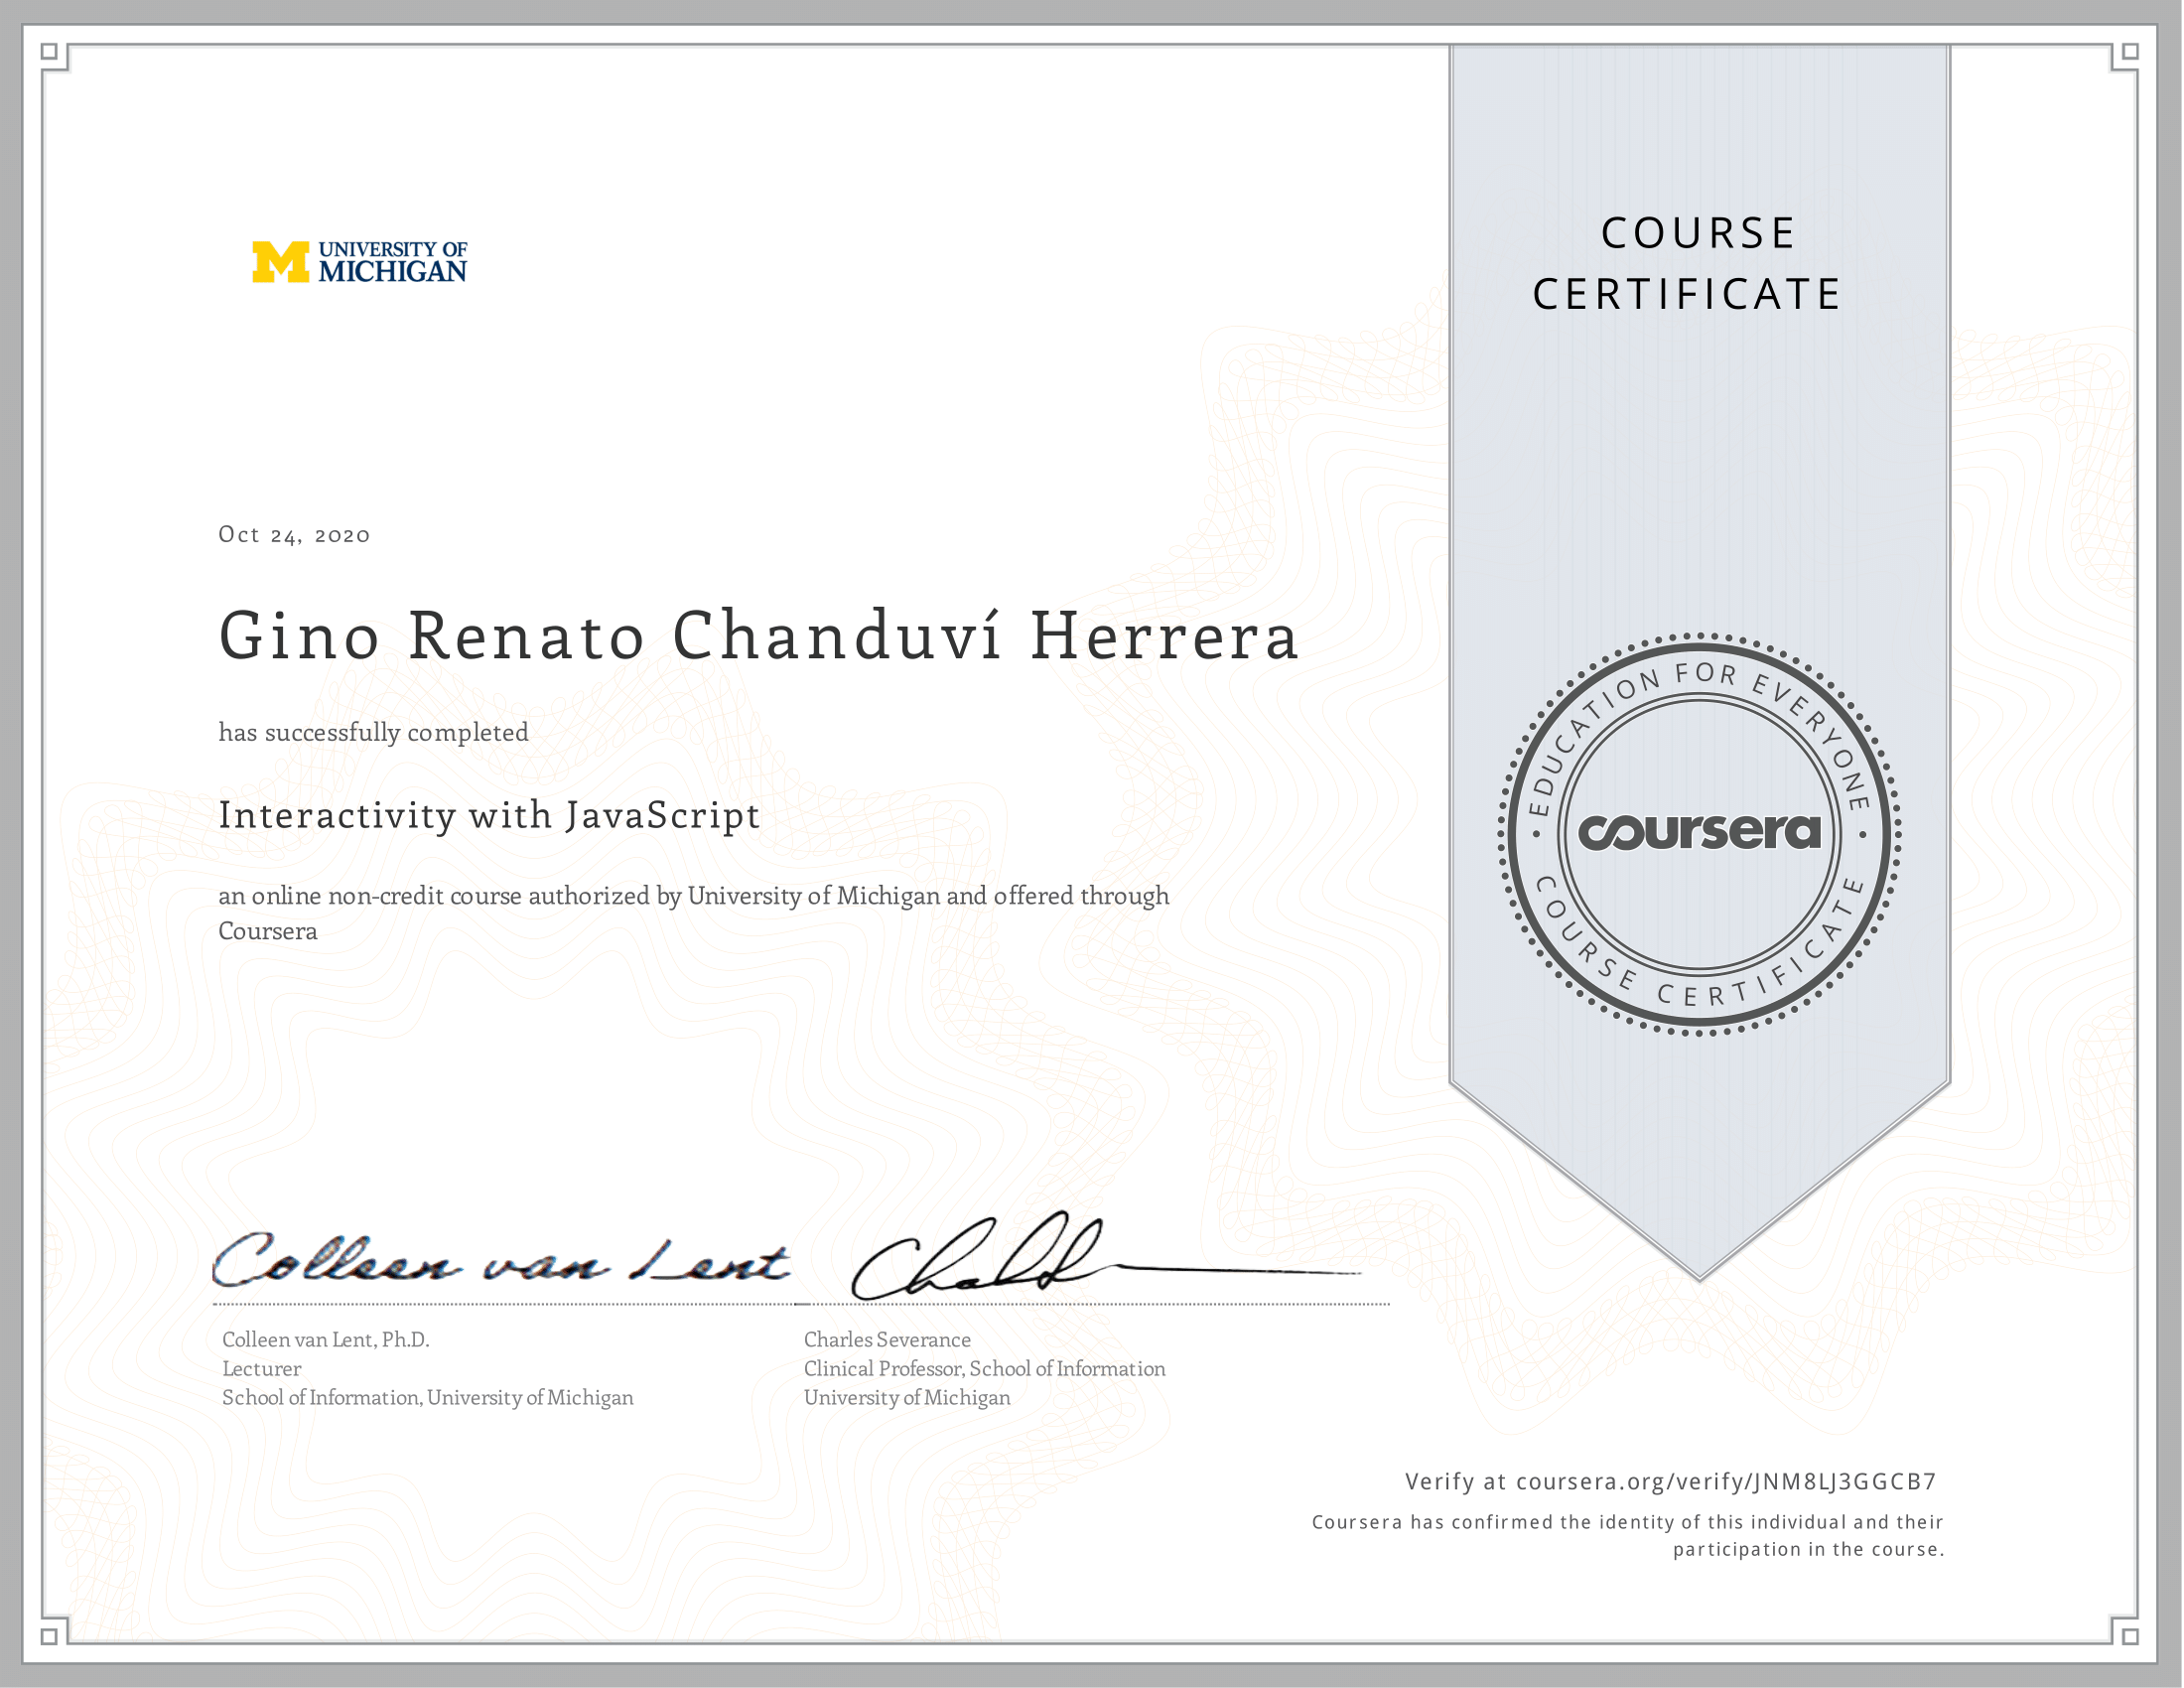 UNIVERSITY OF
MICHIGAN
COURSE
CERTIFICATE
Oct 24, 2020
Gino Renato Chanduví Herrera
has successfully completed
Interactivity with JavaScript
an online non-credit course authorized by University of Michigan and offered through
Coursera
EDUCATION FOR EVERYONE
coursera
COURSE CERTIFICATE
Colleen van Lent
Colleen van Lent, Ph.D.
Lecturer
School of Information, University of Michigan
Charles Severance
Clinical Professor, School of Information
University of Michigan
Verify at coursera.org/verify/JNM8LJ3GGCB7
Coursera has confirmed the identity of this individual and their
participation in the course.